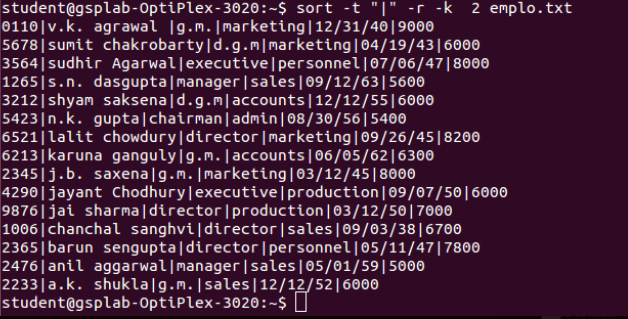 student@gsplab-OptiPlex-3020:~$ sort -t "|" -r -k  2 emplo.txt
0110|v.k. agrawal |g.m.|marketing|12/31/40|9000
5678|sumit chakrobarty|d.g.m|marketing|04/19/43|6000
3564|sudhir Agarwal|executive|personnel|07/06/47|8000
1265|s.n. dasgupta|manager|sales|09/12/63|5600
3212|shyam saksena|d.g.m|accounts|12/12/55|6000
5423|n.k. gupta|chairman|admin|08/30/56|5400
6521|lalit chowdury|director|marketing|09/26/45|8200
6213|karuna ganguly|g.m.|accounts|06/05/62|6300
2345|j.b. saxena|g.m.|marketing|03/12/45|8000
4290|jayant Chodhury|executive|production|09/07/50|6000
9876|jai sharma|director|production|03/12/50|7000
1006|chanchal sanghvi|director|sales|09/03/38|6700
2365|barun sengupta|director|personnel|05/11/47|7800
2476|anil aggarwal|manager|sales|05/01/59|5000
2233|a.k. shukla|g.m.|sales|12/12/52|6000
student@gsplab-OptiPlex-3020:~$